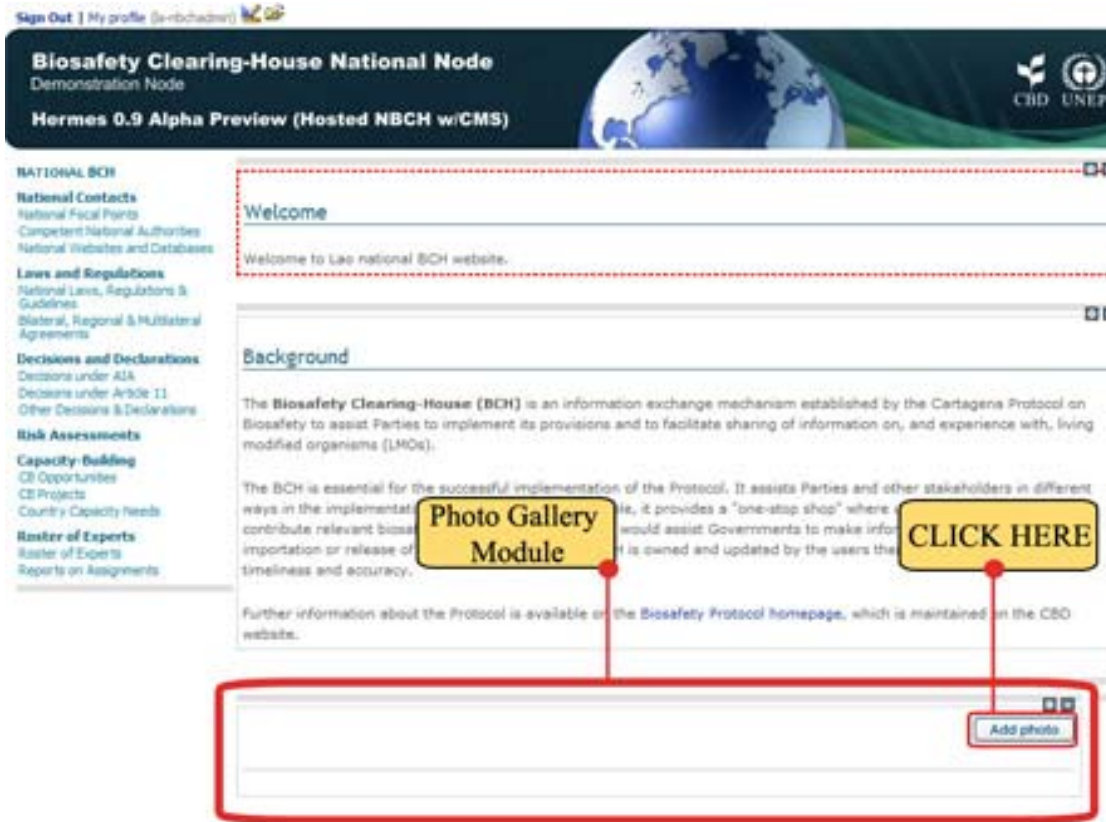 Sign Out | My profile
Biosafety Clearing-House National Node
Demonstration Node
Hermes 0.9 Alpha Preview (Hosted NBCH w/CMS)
CBD UNEP
NATIONAL BCH
National Contacts
National Focal Points
Competent National Authorities
National Websites and Databases
Laws and Regulations
National Laws, Regulations &
Guidelines
Bilateral, Regional & Multilateral
Agreements
Decisions and Declarations
Decisions under AIA
Decisions under Article 11
Other Decisions & Declarations
Risk Assessments
Capacity-Building
CB Opportunities
CB Projects
Country Capacity Needs
Roster of Experts
Roster of Experts
Reports on Assignments
Welcome
Welcome to Lao national BCH website.
Background
The Biosafety Clearing-House (BCH) is an information exchange mechanism established by the Cartagena Protocol on
Biosafety to assist Parties to implement its provisions and to facilitate sharing of information on, and experience with, living
modified organisms (LMOs).
The BCH is essential for the successful implementation of the Protocol. It assists Parties and other stakeholders in different
ways in the it provides a "one-stop shop" where
contribute relevant would assist Governments to make
importation or release of is owned and updated by the users
timeliness and accuracy.
Further information about the Protocol is available on the Biosafety Protocol homepage, which is maintained on the CBD
website.
Photo Gallery
Module
CLICK HERE
Add photo